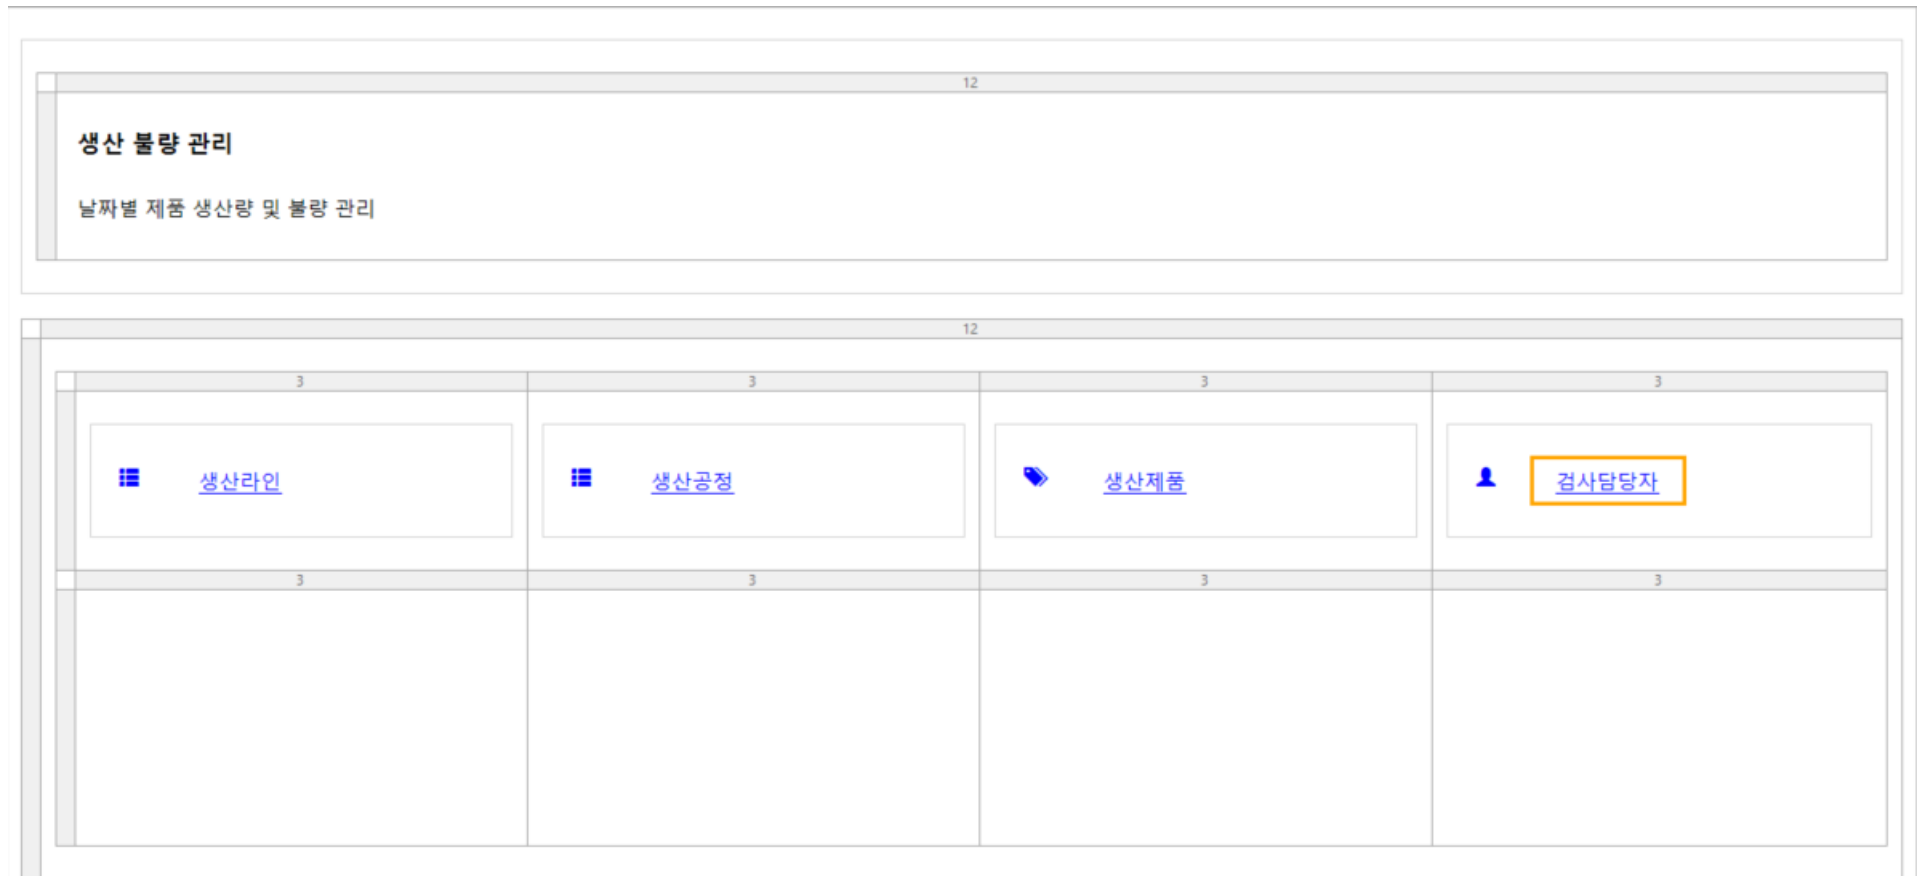 12
생산 불량 관리
날짜별 제품 생산량 및 불량 관리
12
3 3 3 3
생산라인 생산공정 생산제품 검사담당자
3 3 3 3